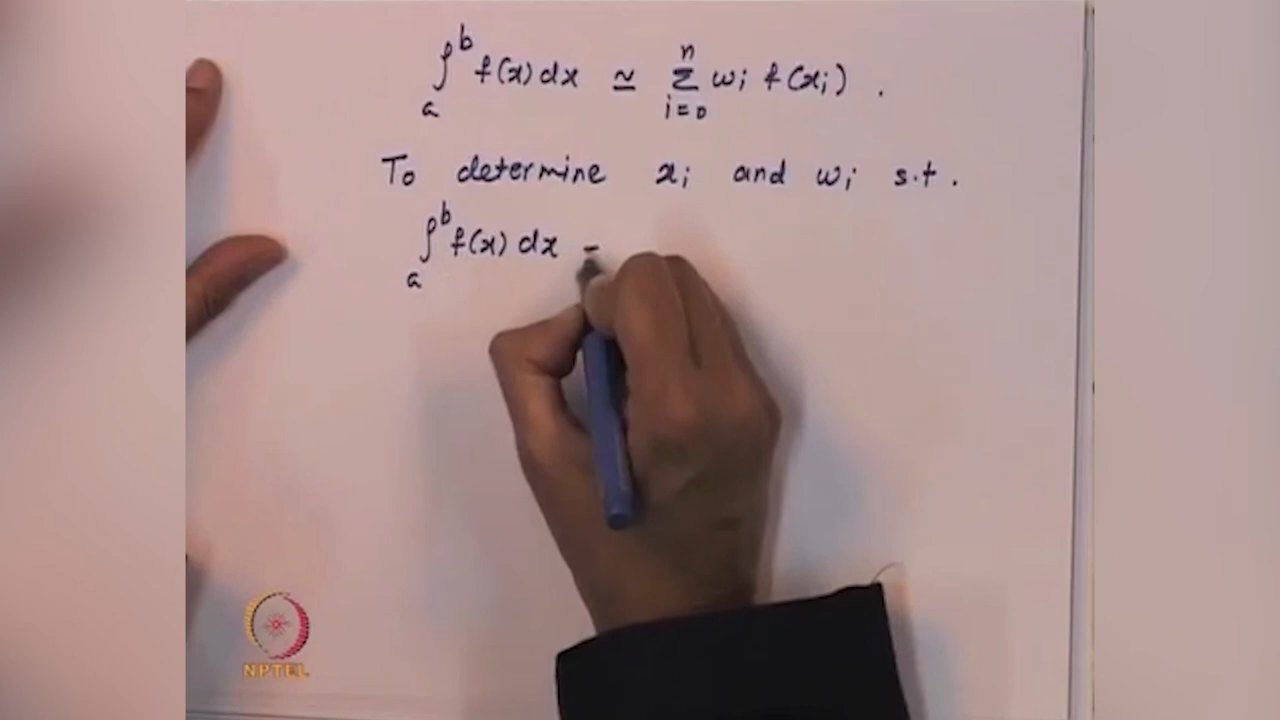 ∫_a^b f(x) dx ≃ Σ_{i=0}^{n} w_i f(x_i) .
To determine x_i and w_i s.t.
∫_a^b f(x) dx =
NPTEL